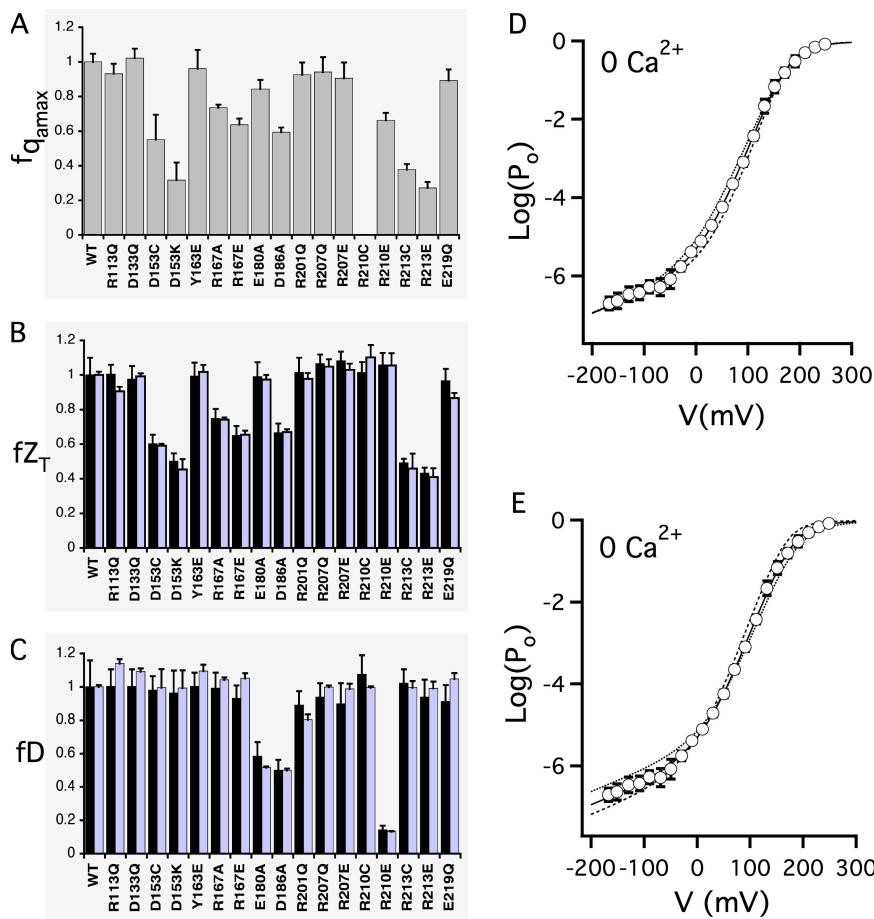 A
1.2
1
0.8
0.6
0.4
0.2
0
fqamax
WT
R113Q
D133Q
D153C
D153K
Y163E
R167A
R167E
E180A
D186A
R201Q
R207Q
R207E
R210C
R210E
R213C
R213E
E219Q
B
1.2
1
0.8
0.6
0.4
0.2
0
fZT
WT
R113Q
D133Q
D153C
D153K
Y163E
R167A
R167E
E180A
D186A
R201Q
R207Q
R207E
R210C
R210E
R213C
R213E
E219Q
C
1.2
1
0.8
0.6
0.4
0.2
0
fD
WT
R113Q
D133Q
D153C
D153K
Y163E
R167A
R167E
E180A
D186A
R201Q
R207Q
R207E
R210C
R210E
R213C
R213E
E219Q
D
0 Ca2+
0
-2
-4
-6
Log(Po)
-200 -100 0 100 200 300
V(mV)
E
0 Ca2+
0
-2
-4
-6
Log(Po)
-200 -100 0 100 200 300
V (mV)